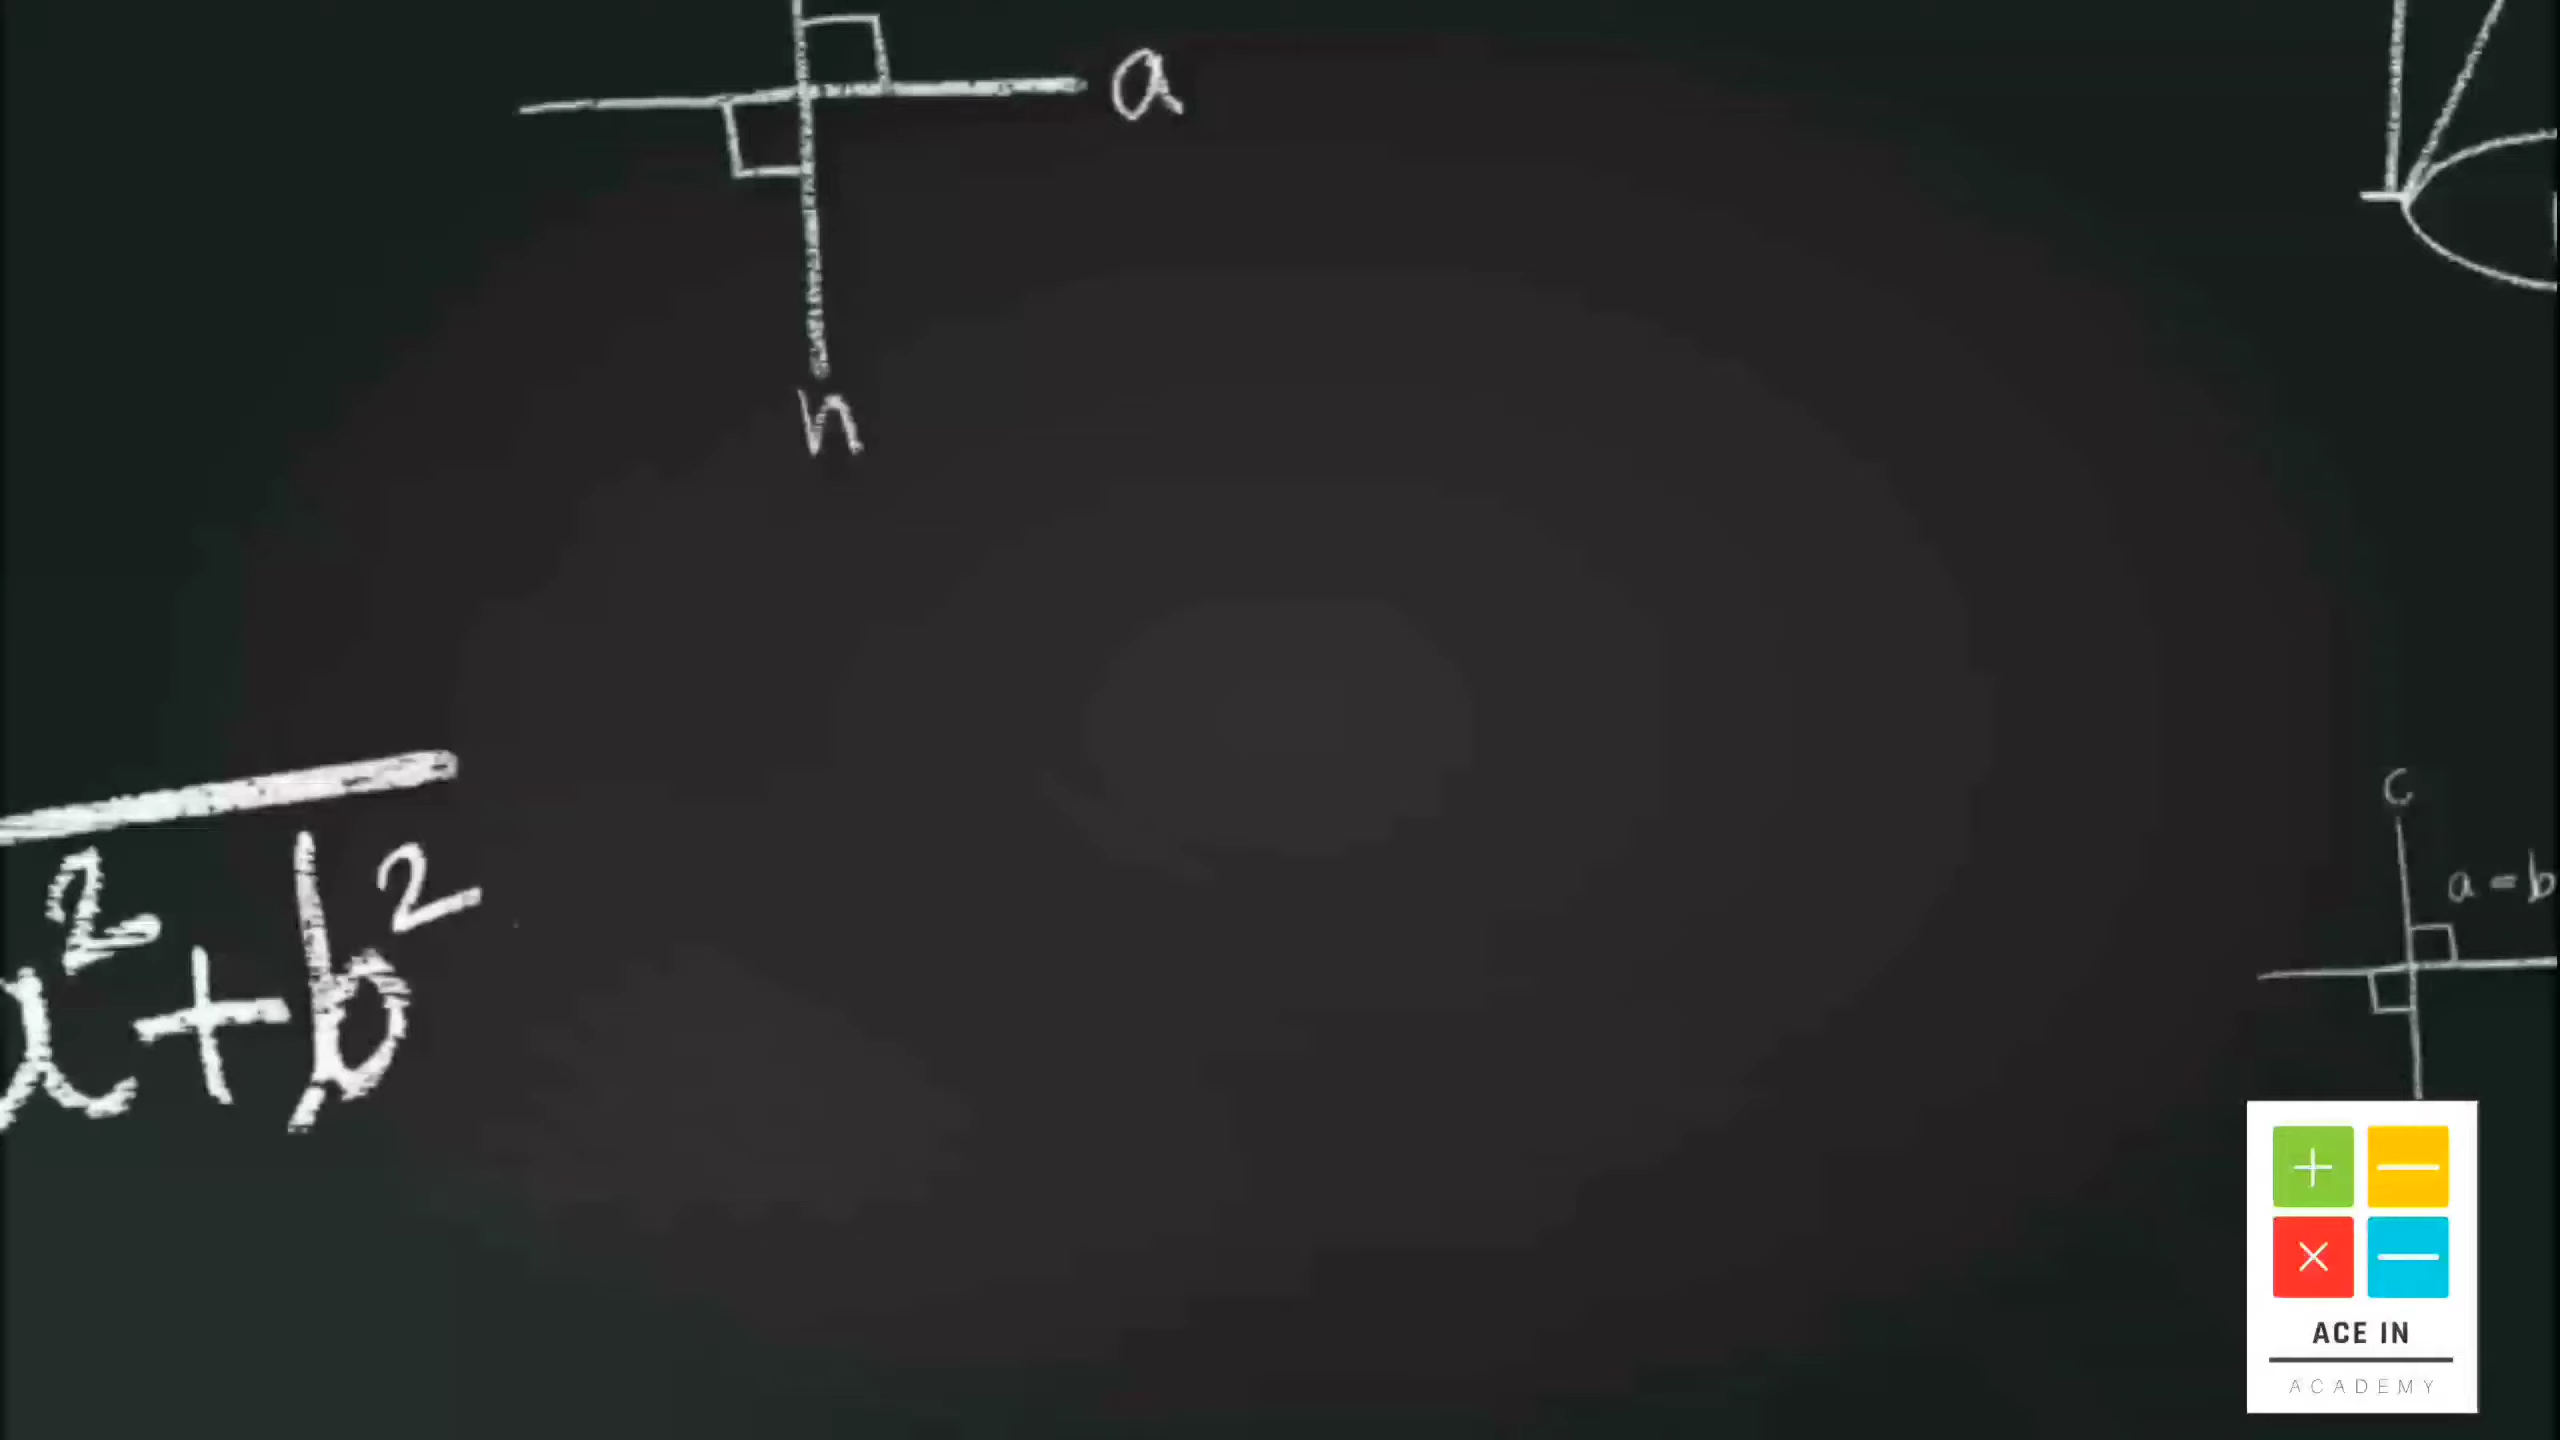 a
n
c
a = b
a²+b²
ACE IN
ACADEMY